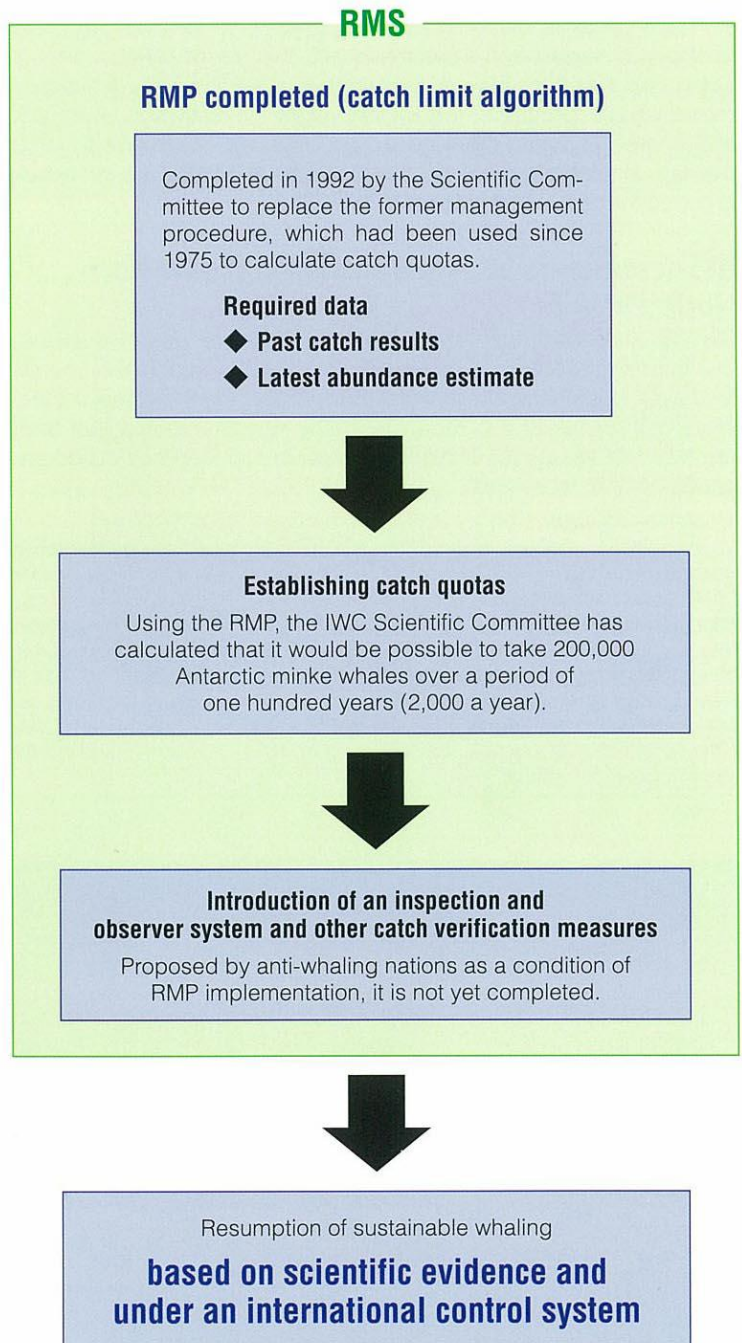 RMS
RMP completed (catch limit algorithm)
Completed in 1992 by the Scientific Com-
mittee to replace the former management
procedure, which had been used since
1975 to calculate catch quotas.
Required data
◆ Past catch results
◆ Latest abundance estimate
Establishing catch quotas
Using the RMP, the IWC Scientific Committee has
calculated that it would be possible to take 200,000
Antarctic minke whales over a period of
one hundred years (2,000 a year).
Introduction of an inspection and
observer system and other catch verification measures
Proposed by anti-whaling nations as a condition of
RMP implementation, it is not yet completed.
Resumption of sustainable whaling
based on scientific evidence and
under an international control system